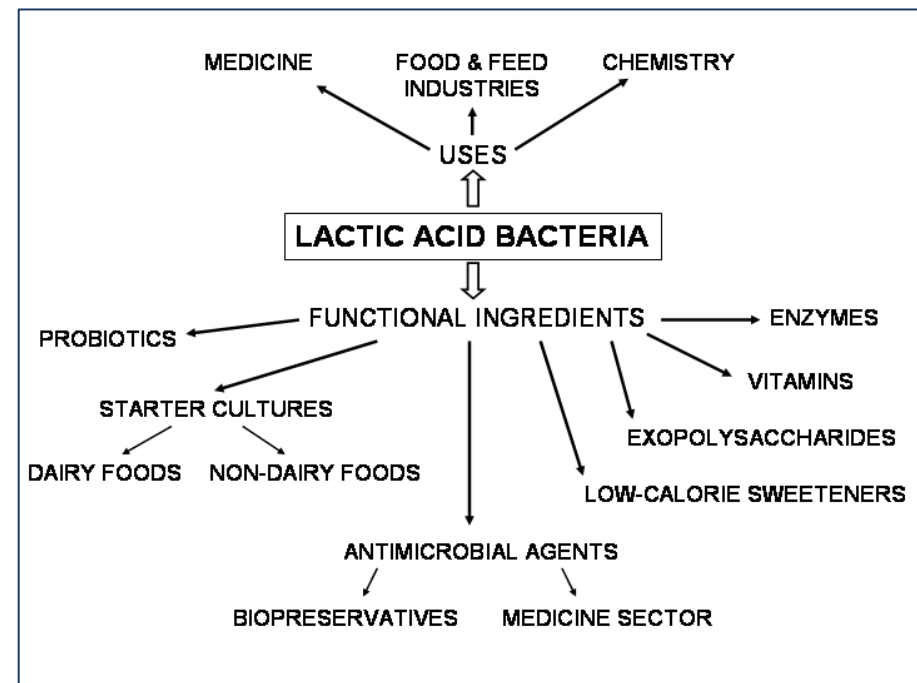 MEDICINE
FOOD & FEED
INDUSTRIES
CHEMISTRY
USES
LACTIC ACID BACTERIA
FUNCTIONAL INGREDIENTS
ENZYMES
PROBIOTICS
VITAMINS
STARTER CULTURES
EXOPOLYSACCHARIDES
DAIRY FOODS
NON-DAIRY FOODS
LOW-CALORIE SWEETENERS
ANTIMICROBIAL AGENTS
BIOPRESERVATIVES
MEDICINE SECTOR